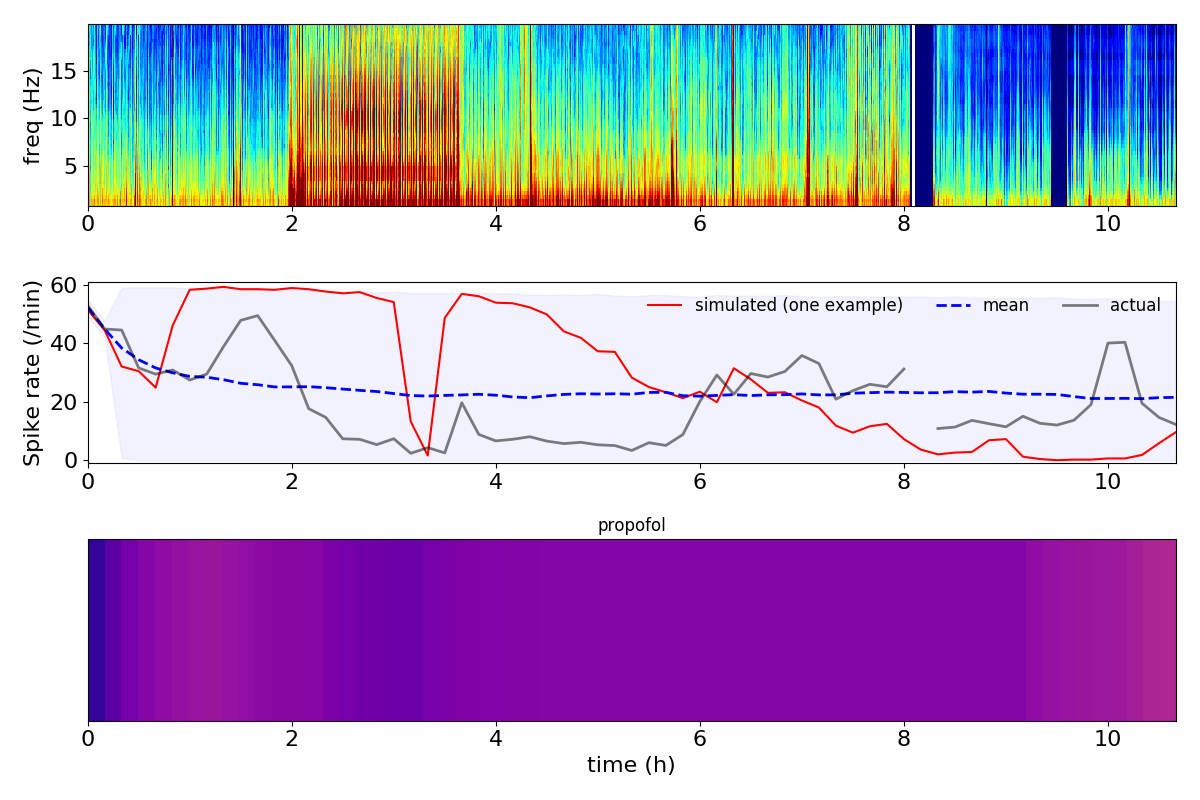 freq (Hz)
15
10
5
0 2 4 6 8 10
Spike rate (/min)
60
40
20
0
simulated (one example) mean actual
0 2 4 6 8 10
propofol
0 2 4 6 8 10
time (h)